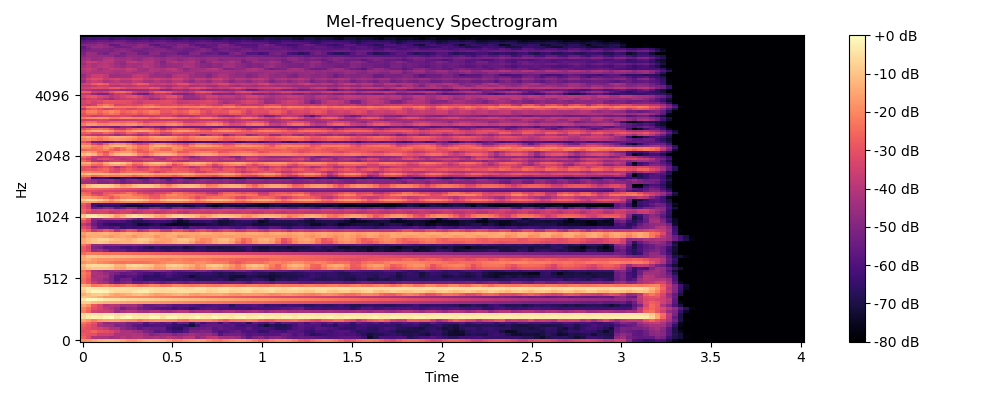 Mel-frequency Spectrogram
+0 dB
-10 dB
4096
-20 dB
-30 dB
2048
Hz
-40 dB
1024
-50 dB
-60 dB
512
-70 dB
0
-80 dB
0 0.5 1 1.5 2 2.5 3 3.5 4
Time